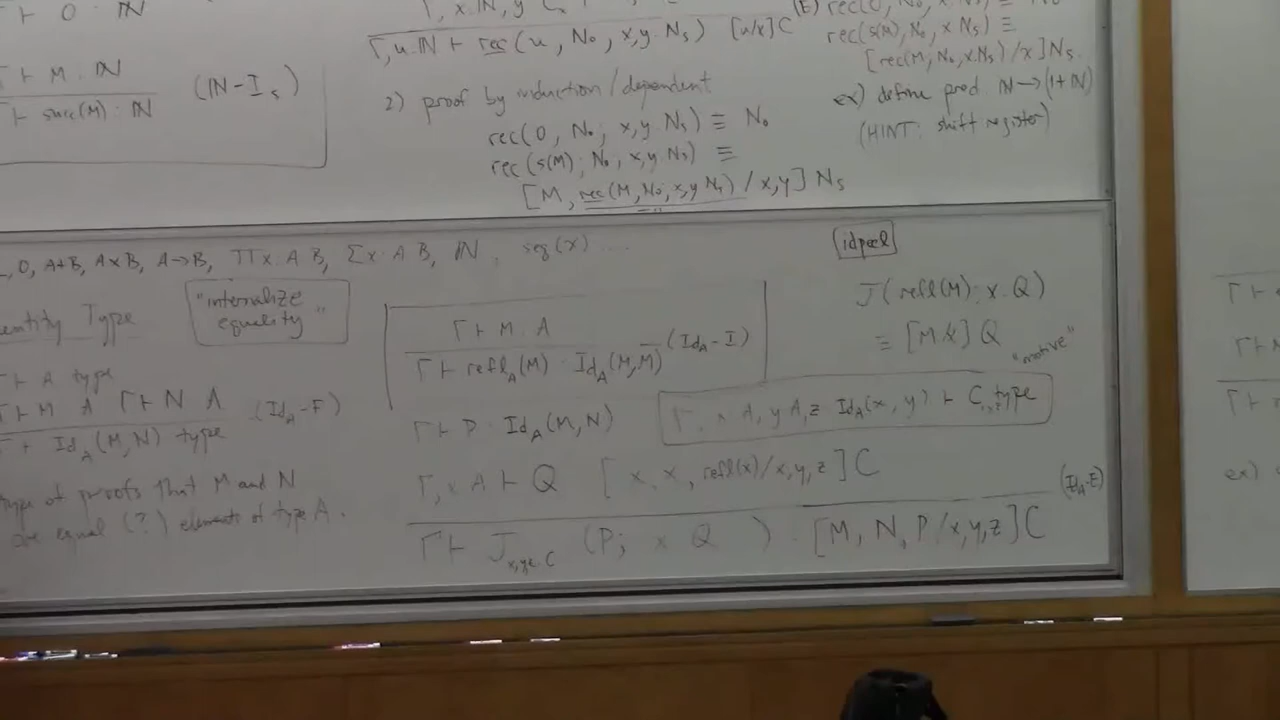 Γ ⊢ 0 : ℕ
Γ ⊢ M : ℕ
Γ ⊢ succ(M) : ℕ
(ℕ-I_s)
Γ, u:ℕ ⊢ rec(u, N₀, x,y.N_s) : [u/x]C
2) proof by induction/dependent
rec(0, N₀; x,y.N_s) ≡ N₀
rec(s(M); N₀, x,y.N_s) ≡
[M, rec(M, N₀; x,y.N_s) / x,y] N_s
rec(s(M), N₀, x.N_s) ≡
[rec(M; N₀, x.N_s)/x] N_s.
ex) define pred ℕ→(1+ℕ)
(HINT: shift register)
0, A+B, A×B, A→B, Πx:A.B, Σx:A.B, ℕ, seq(x) ...
entity Type
"internalize
equality"
Γ ⊢ A type
Γ ⊢ M:A Γ ⊢ N:A
Γ ⊢ Id_A(M,N) type
(Id_A-F)
type of proofs that M and N
are equal (?) elements of type A.
Γ ⊢ M:A
Γ ⊢ refl_A(M) : Id_A(M,M)
(Id_A-I)
idpeel
J(refl(M); x.Q)
≡ [M/x]Q
"motive"
Γ ⊢ P : Id_A(M,N)
Γ, x:A, y:A, z:Id_A(x,y) ⊢ C type
Γ, x:A ⊢ Q : [x, x, refl(x)/x,y,z]C
(Id_A-E)
Γ ⊢ J_{x,y,z.C} (P; x.Q) : [M, N, P/x,y,z]C
ex)